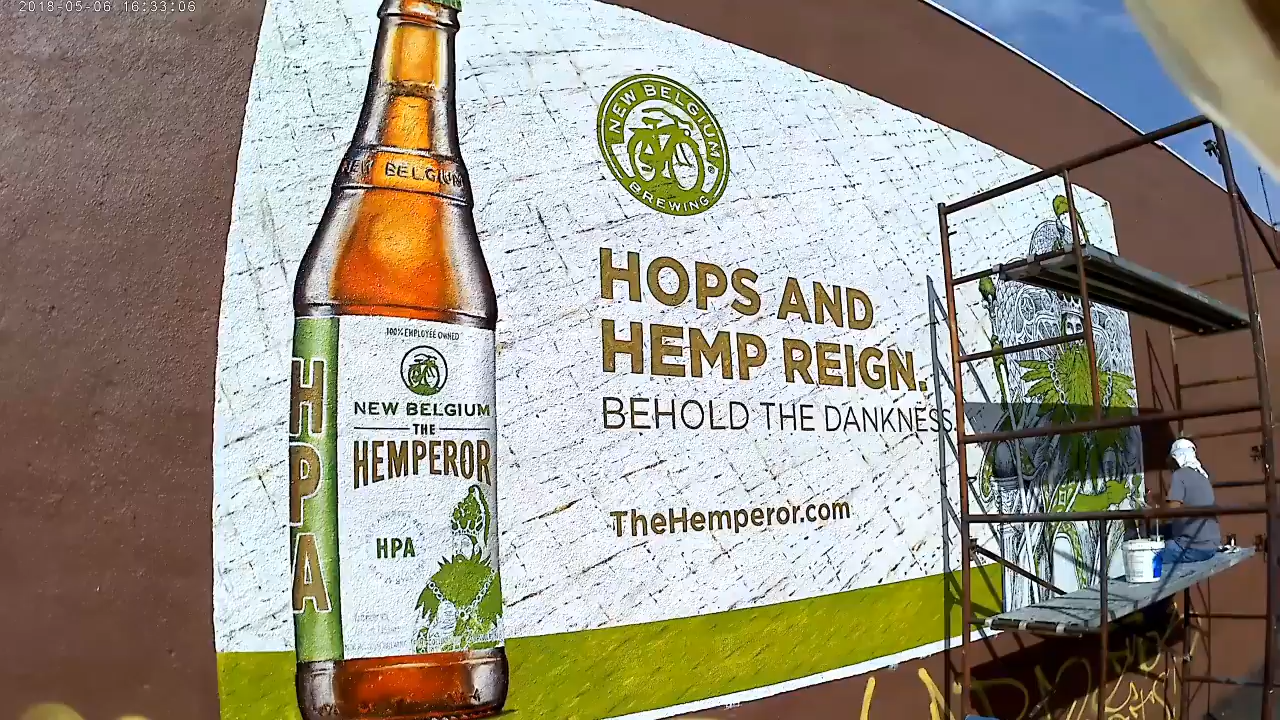 2018-05-06 16:33:06
NEW BELGIUM
NEW BELGIUM
BREWING
HOPS AND
HEMP REIGN.
BEHOLD THE DANKNESS.
TheHemperor.com
100% EMPLOYEE OWNED
NEW BELGIUM
THE
HEMPEROR
HPA
HPA